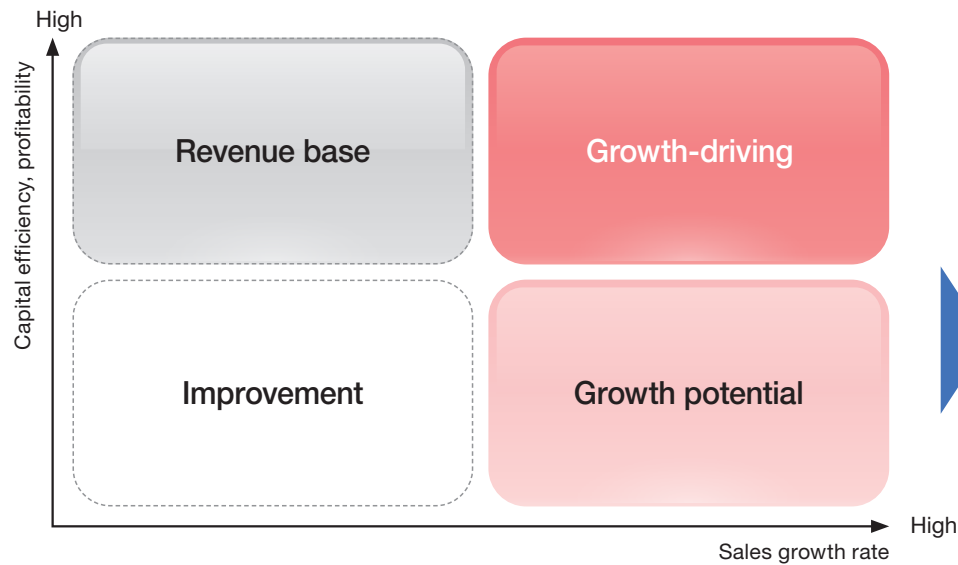 High
Capital efficiency, profitability
Revenue base
Growth-driving
Improvement
Growth potential
High
Sales growth rate